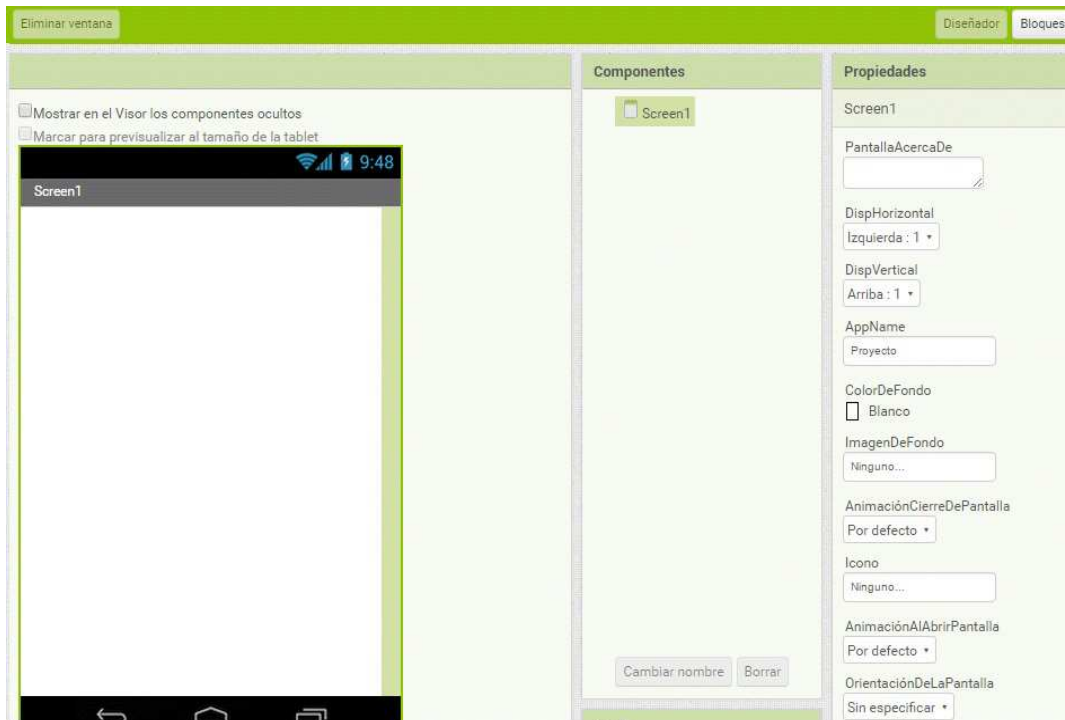 Eliminar ventana
Diseñador
Bloques
Mostrar en el Visor los componentes ocultos
Marcar para previsualizar al tamaño de la tablet
9:48
Screen1
Componentes
Screen1
Cambiar nombre
Borrar
Propiedades
Screen1
PantallaAcercaDe
DispHorizontal
Izquierda : 1
DispVertical
Arriba : 1
AppName
Proyecto
ColorDeFondo
Blanco
ImagenDeFondo
Ninguno...
AnimaciónCierreDePantalla
Por defecto
Icono
Ninguno...
AnimaciónAlAbrirPantalla
Por defecto
OrientaciónDeLaPantalla
Sin especificar